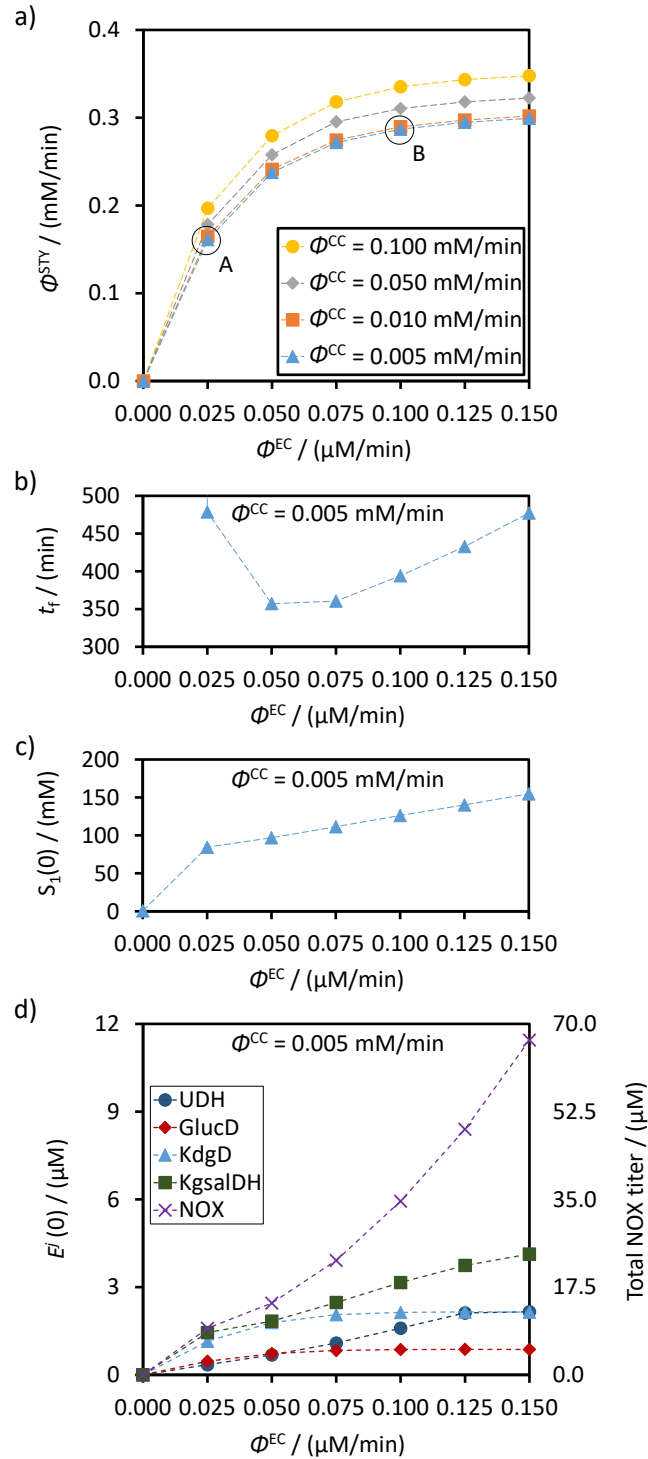 a)
0.4
0.3
0.2
0.1
0.0
Φ^STY / (mM/min)
A
B
Φ^CC = 0.100 mM/min
Φ^CC = 0.050 mM/min
Φ^CC = 0.010 mM/min
Φ^CC = 0.005 mM/min
0.000 0.025 0.050 0.075 0.100 0.125 0.150
Φ^EC / (μM/min)
b)
Φ^CC = 0.005 mM/min
500
450
400
350
300
t_f / (min)
0.000 0.025 0.050 0.075 0.100 0.125 0.150
Φ^EC / (μM/min)
c)
Φ^CC = 0.005 mM/min
200
150
100
50
0
S_1(0) / (mM)
0.000 0.025 0.050 0.075 0.100 0.125 0.150
Φ^EC / (μM/min)
d)
Φ^CC = 0.005 mM/min
12
9
6
3
0
E^j(0) / (μM)
UDH
GlucD
KdgD
KgsalDH
NOX
70.0
52.5
35.0
17.5
0.0
Total NOX titer / (μM)
0.000 0.025 0.050 0.075 0.100 0.125 0.150
Φ^EC / (μM/min)